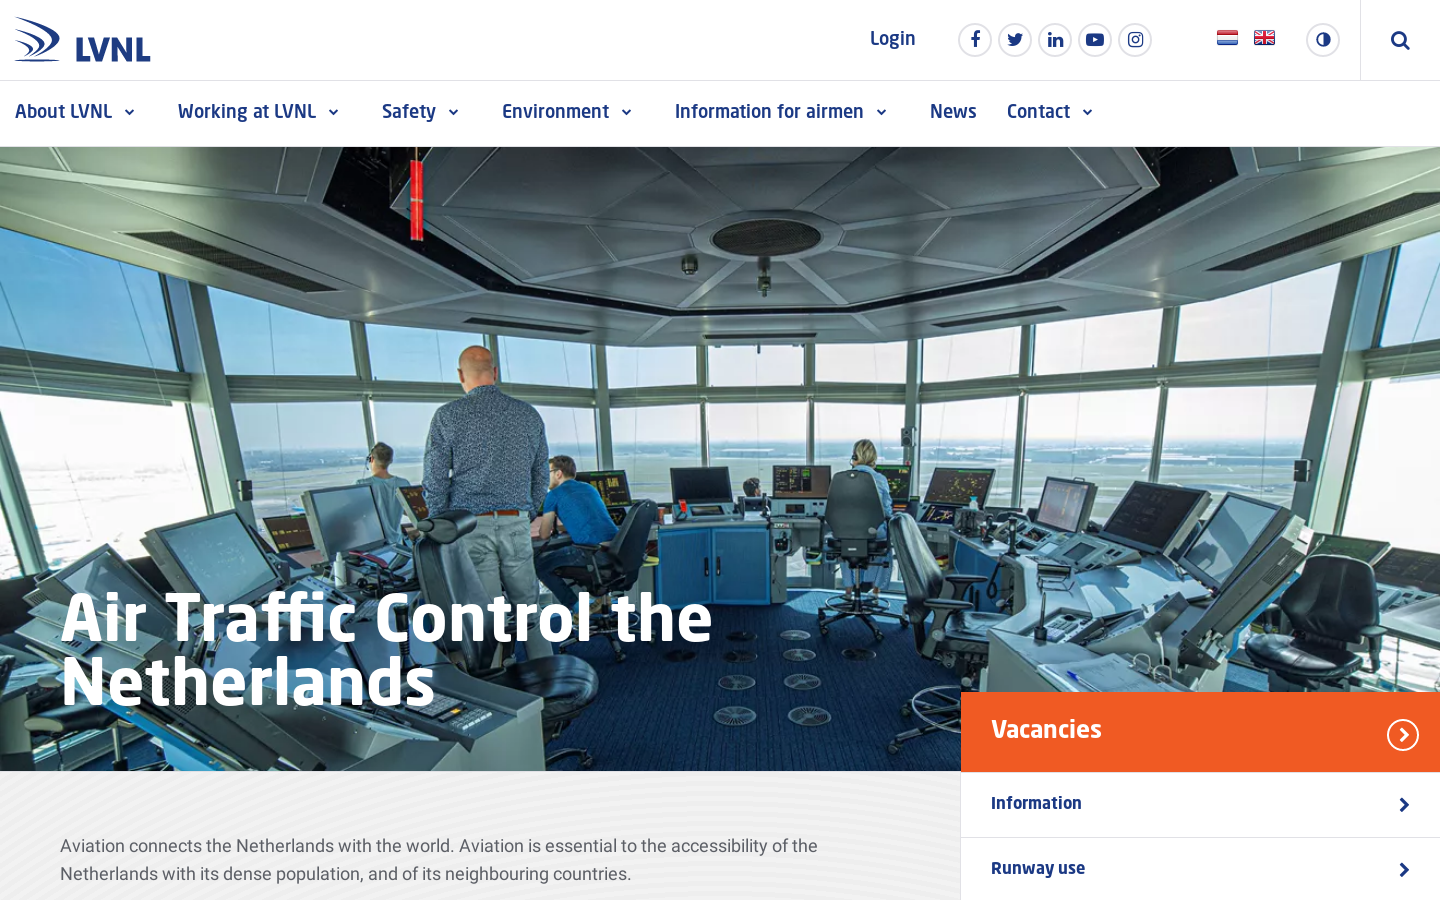 LVNL
Login
About LVNL
Working at LVNL
Safety
Environment
Information for airmen
News
Contact
Air Traffic Control the
Netherlands
Vacancies
Information
Runway use
Aviation connects the Netherlands with the world. Aviation is essential to the accessibility of the
Netherlands with its dense population, and of its neighbouring countries.